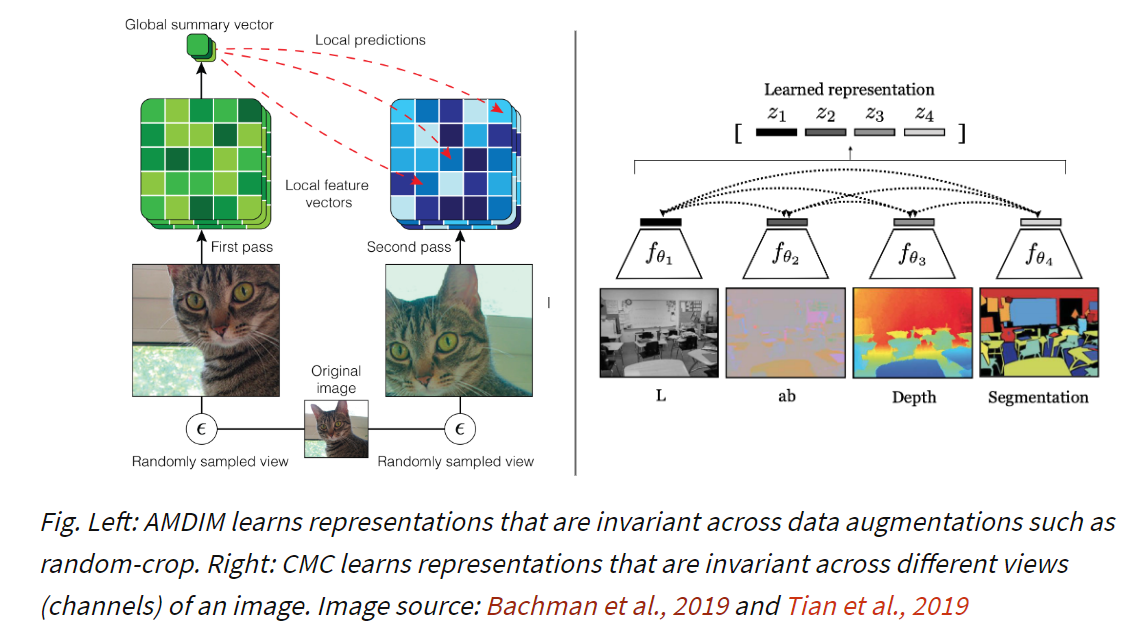 Global summary vector
Local predictions
Local feature
vectors
First pass
Second pass
Original
image
ϵ
ϵ
Randomly sampled view
Randomly sampled view
Learned representation
z1 z2 z3 z4
[ ]
fθ1 fθ2 fθ3 fθ4
L ab Depth Segmentation
Fig. Left: AMDIM learns representations that are invariant across data augmentations such as
random-crop. Right: CMC learns representations that are invariant across different views
(channels) of an image. Image source: Bachman et al., 2019 and Tian et al., 2019